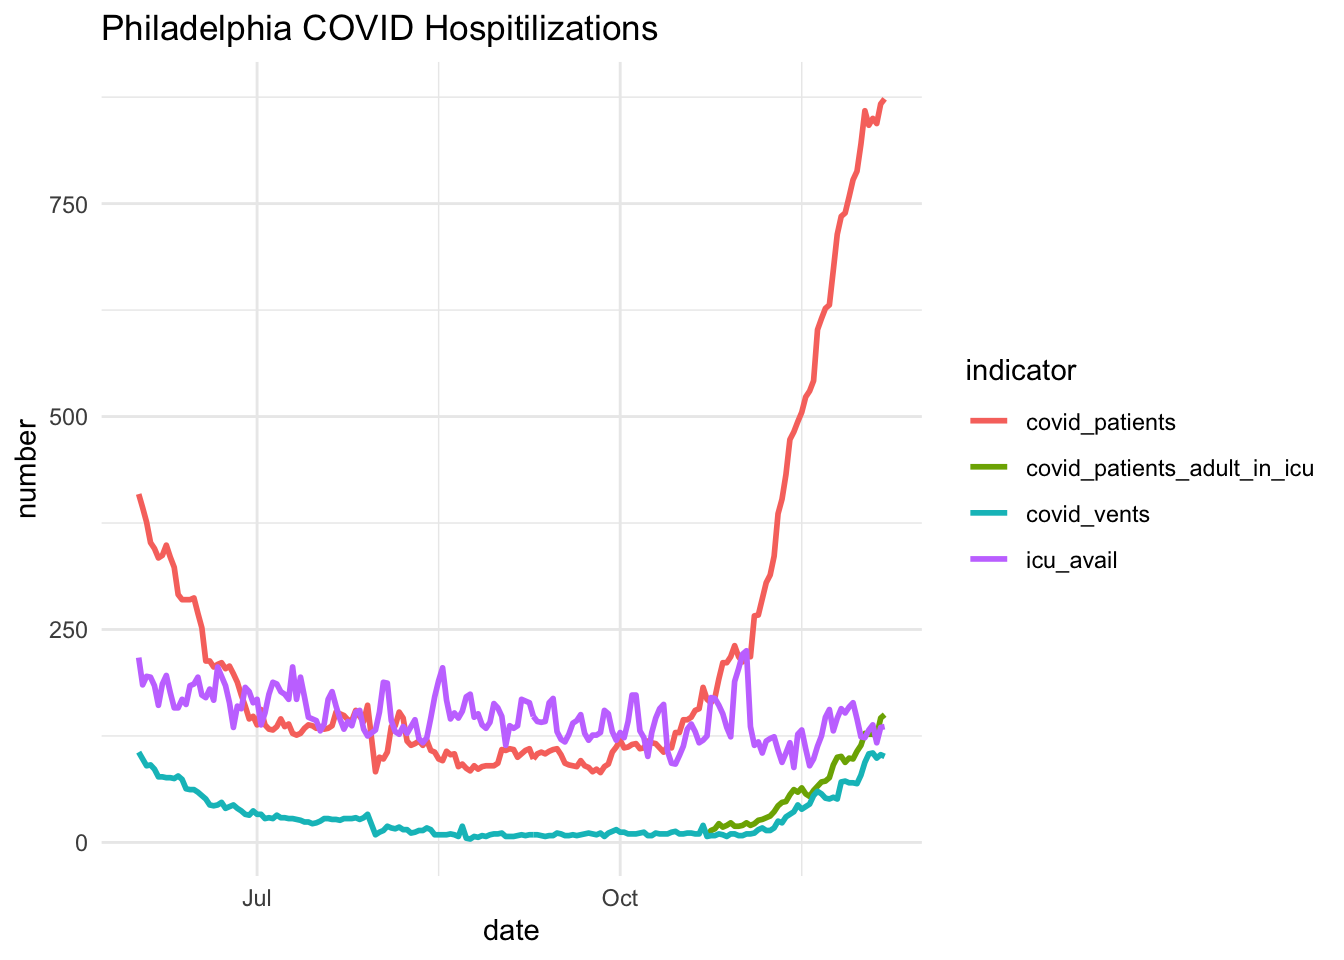 Philadelphia COVID Hospitilizations
750
500
250
0
number
Jul
Oct
date
indicator
covid_patients
covid_patients_adult_in_icu
covid_vents
icu_avail